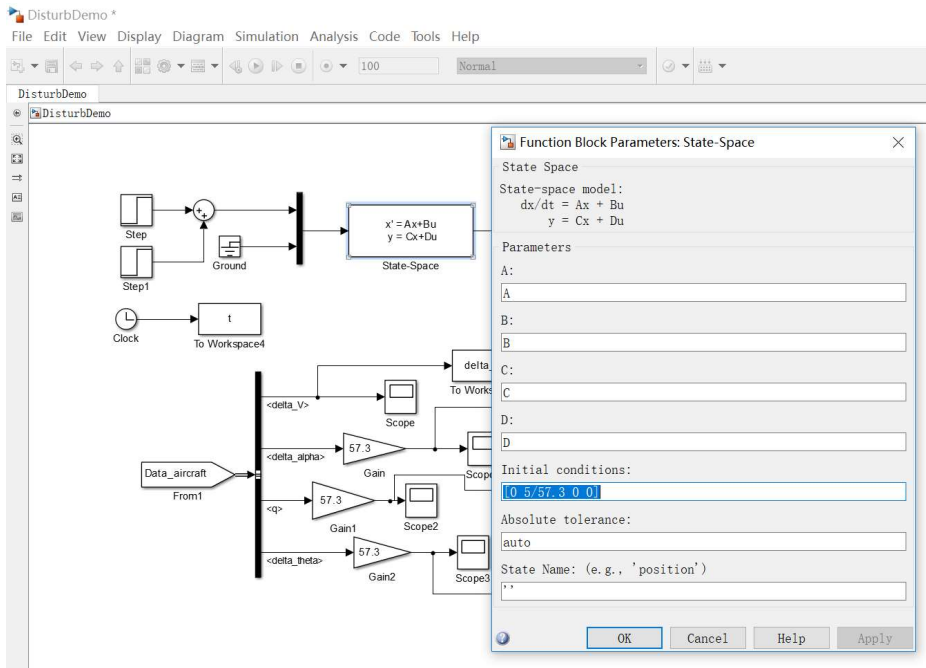 DisturbDemo *
File Edit View Display Diagram Simulation Analysis Code Tools Help
100
Normal
DisturbDemo
DisturbDemo
Step
Step1
Ground
x' = Ax+Bu
y = Cx+Du
State-Space
Clock
t
To Workspace4
delta_
To Works
<delta_V>
Scope
<delta_alpha>
57.3
Gain
Scope
Data_aircraft
From1
<q>
57.3
Gain1
Scope2
<delta_theta>
57.3
Gain2
Scope3
Function Block Parameters: State-Space
State Space
State-space model:
dx/dt = Ax + Bu
y = Cx + Du
Parameters
A:
A
B:
B
C:
C
D:
D
Initial conditions:
[0 5/57.3 0 0]
Absolute tolerance:
auto
State Name: (e.g., 'position')
''
OK Cancel Help Apply